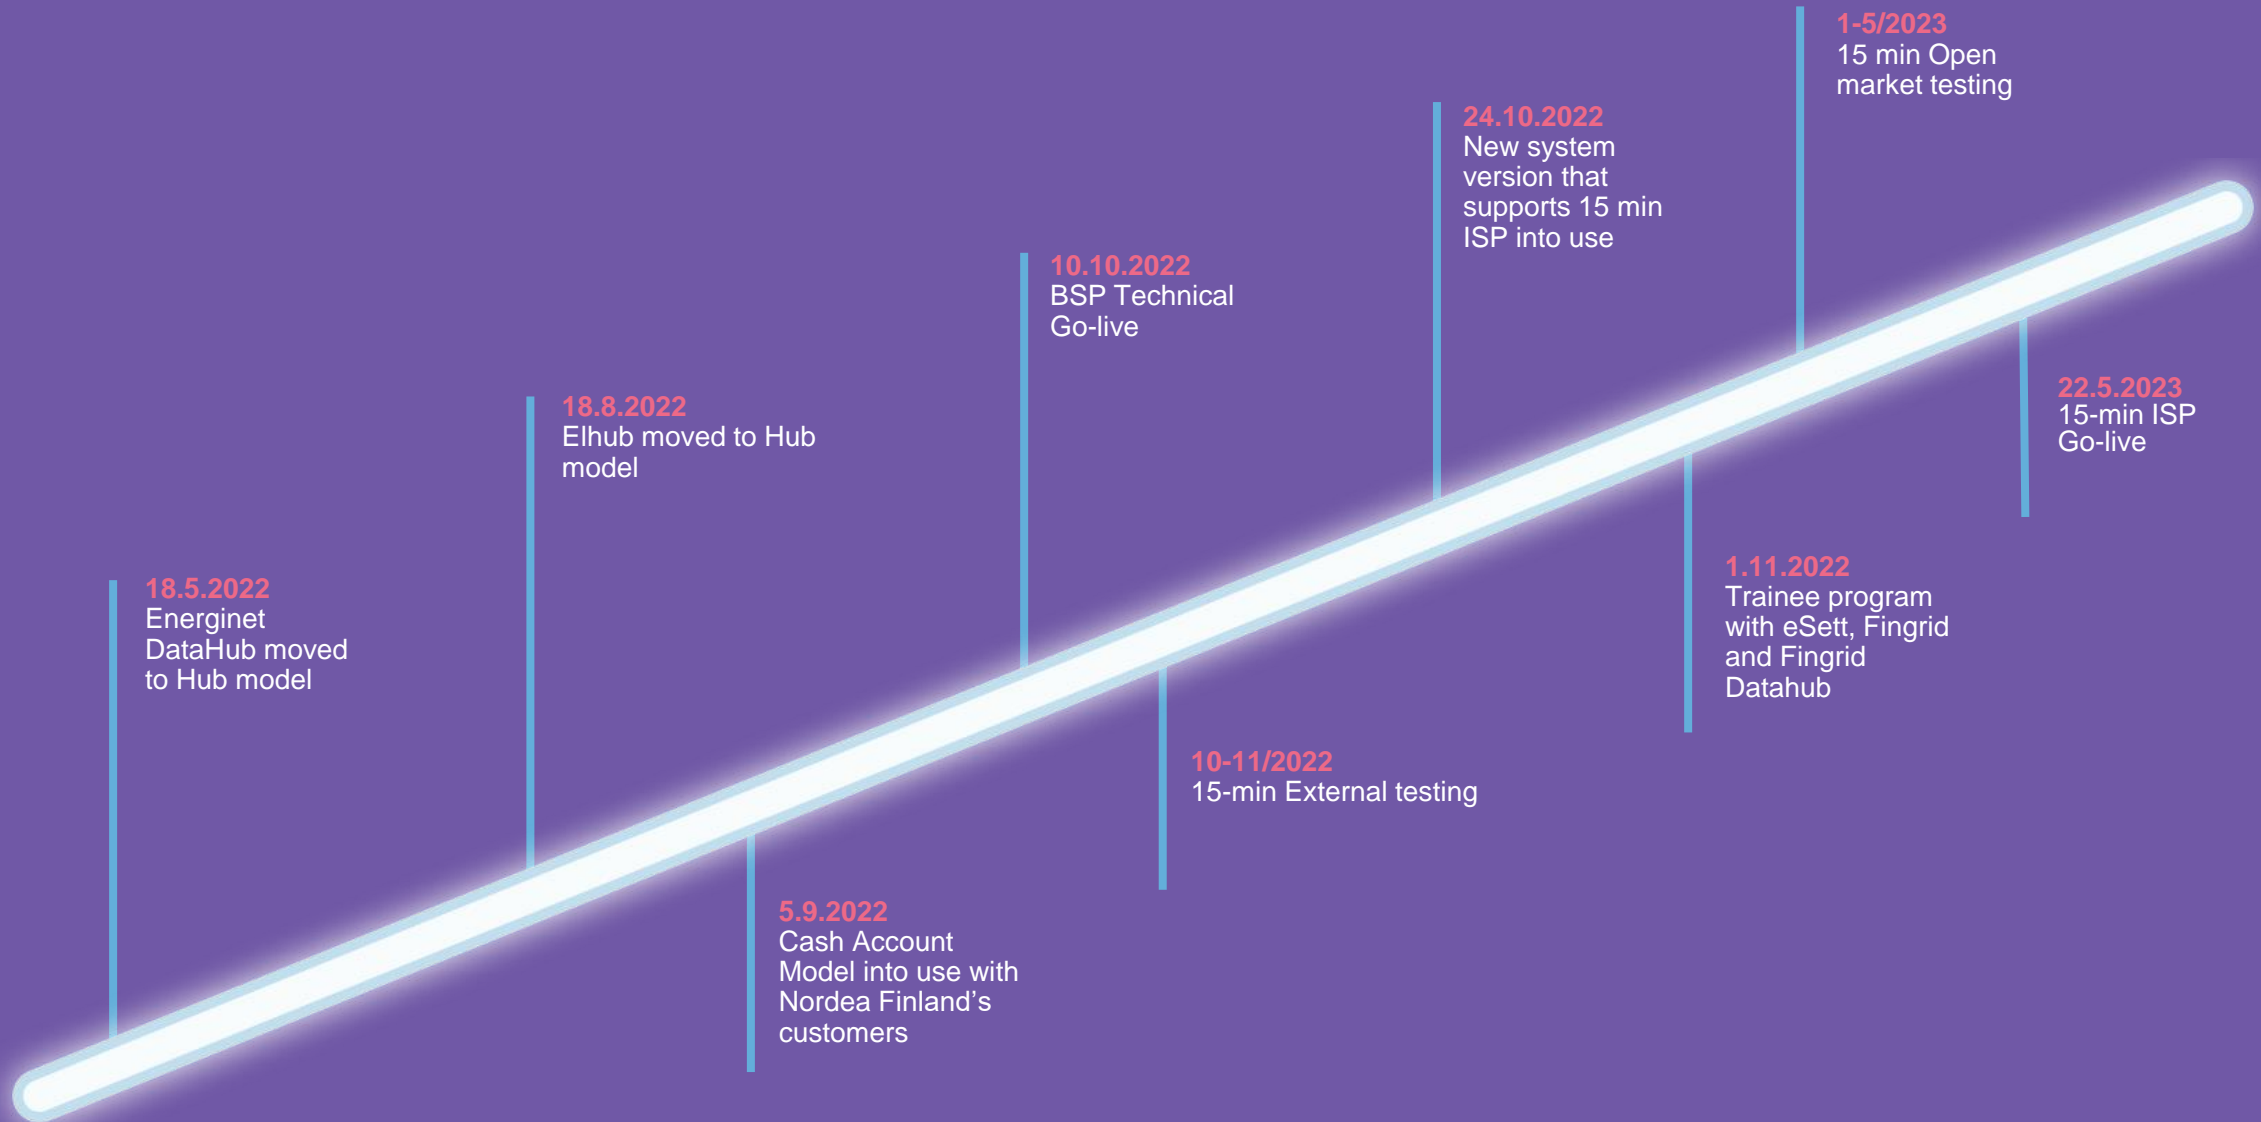 18.5.2022
Energinet
DataHub moved
to Hub model
18.8.2022
Elhub moved to Hub
model
5.9.2022
Cash Account
Model into use with
Nordea Finland’s
customers
10.10.2022
BSP Technical
Go-live
10-11/2022
15-min External testing
24.10.2022
New system
version that
supports 15 min
ISP into use
1.11.2022
Trainee program
with eSett, Fingrid
and Fingrid
Datahub
1-5/2023
15 min Open
market testing
22.5.2023
15-min ISP
Go-live